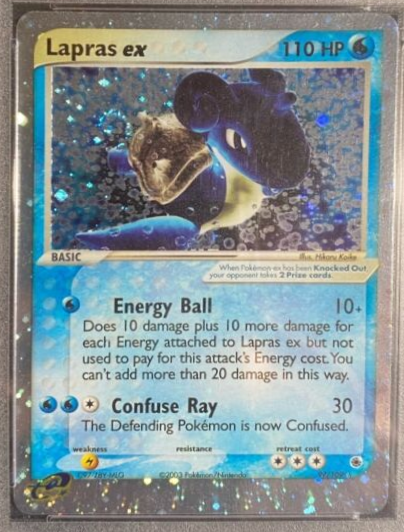 Lapras ex 110 HP
BASIC
Illus. Hikaru Koike
When Pokémon-ex has been Knocked Out,
your opponent takes 2 Prize cards.
Energy Ball 10+
Does 10 damage plus 10 more damage for
each Energy attached to Lapras ex but not
used to pay for this attack's Energy cost. You
can't add more than 20 damage in this way.
Confuse Ray 30
The Defending Pokémon is now Confused.
weakness resistance retreat cost
©2003 Pokémon/Nintendo